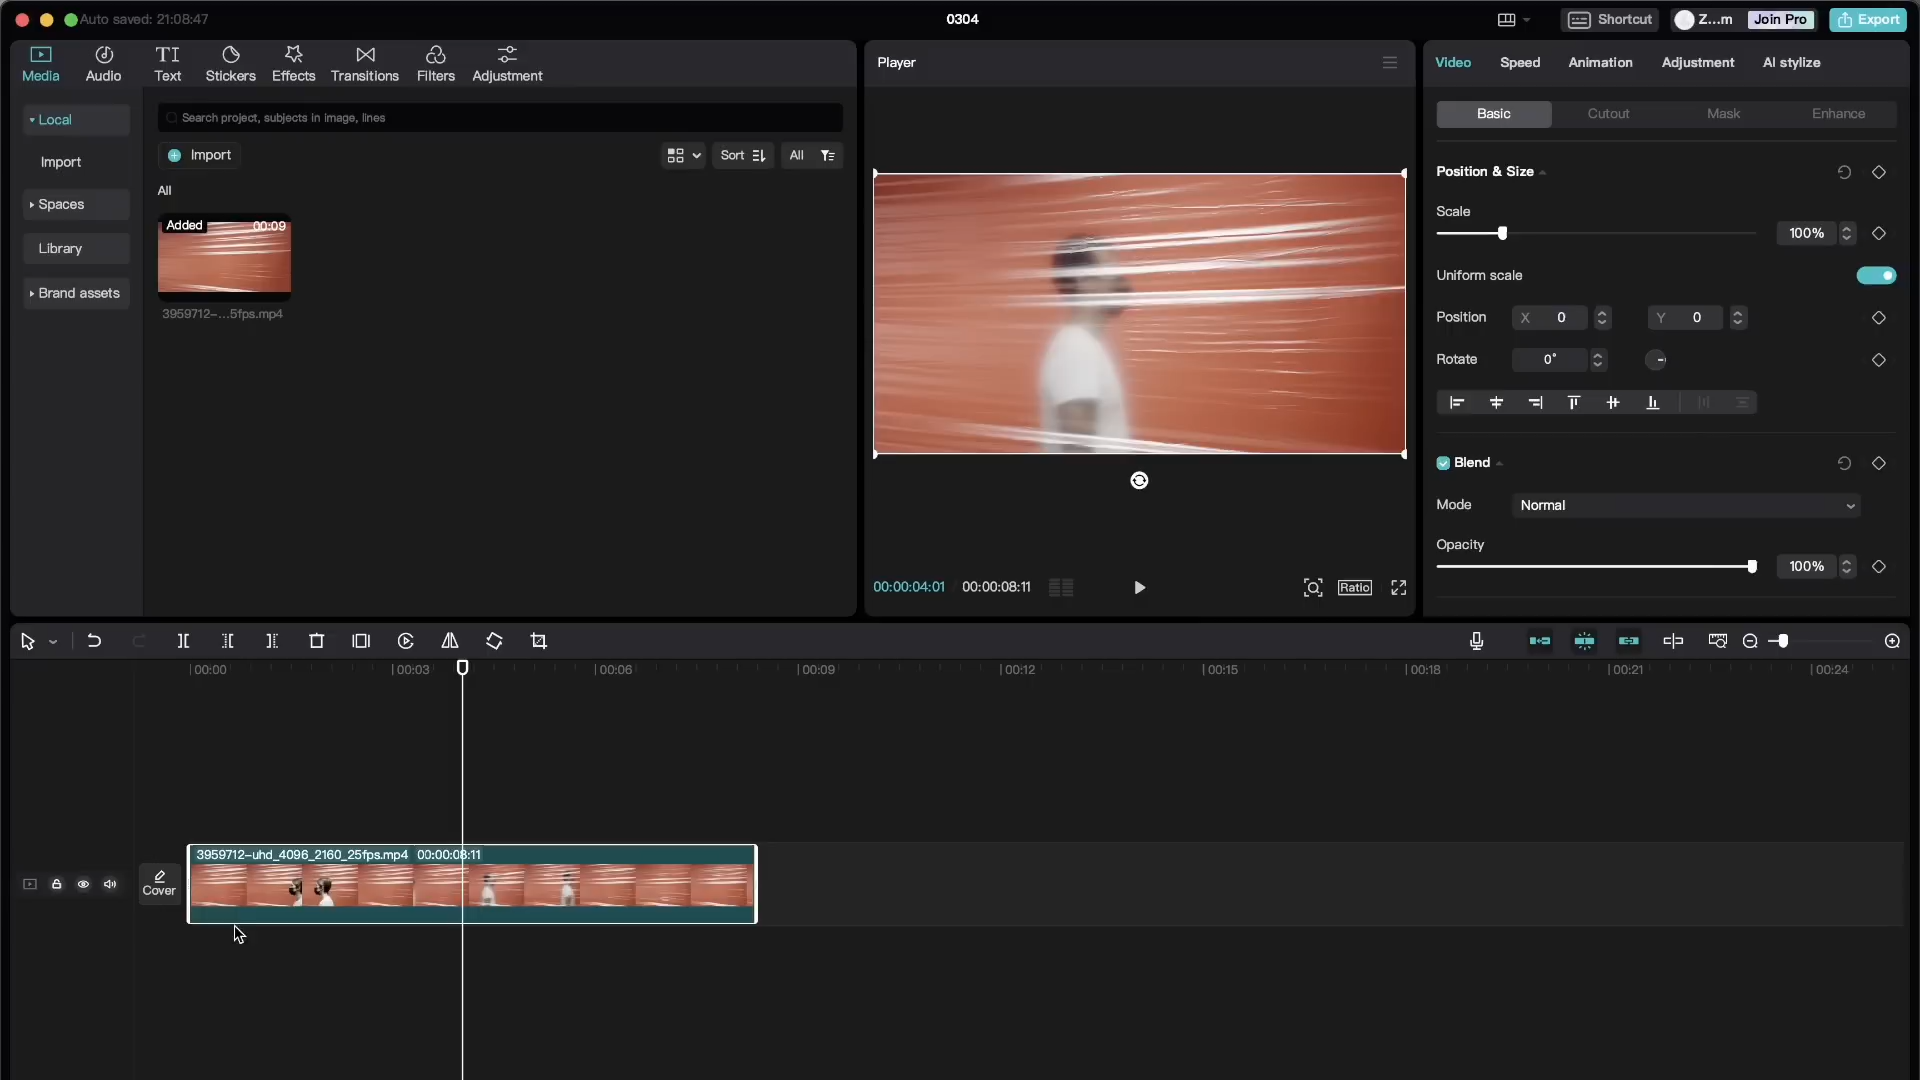 Auto saved: 21:08:47
0304
Shortcut
Z...m
Join Pro
Export
Media
Audio
TI
Text
Stickers
Effects
Transitions
Filters
Adjustment
Local
Import
Spaces
Library
Brand assets
Search project, subjects in image, lines
Import
Sort
All
All
Added
00:09
3959712-...5fps.mp4
Player
00:00:04:01
00:00:08:11
Ratio
Video
Speed
Animation
Adjustment
AI stylize
Basic
Cutout
Mask
Enhance
Position & Size
Scale
100%
Uniform scale
Position
X 0
Y 0
Rotate
0°
Blend
Mode
Normal
Opacity
100%
00:00
00:03
00:06
00:09
00:12
00:15
00:18
00:21
00:24
Cover
3959712-uhd_4096_2160_25fps.mp4 00:00:08:11